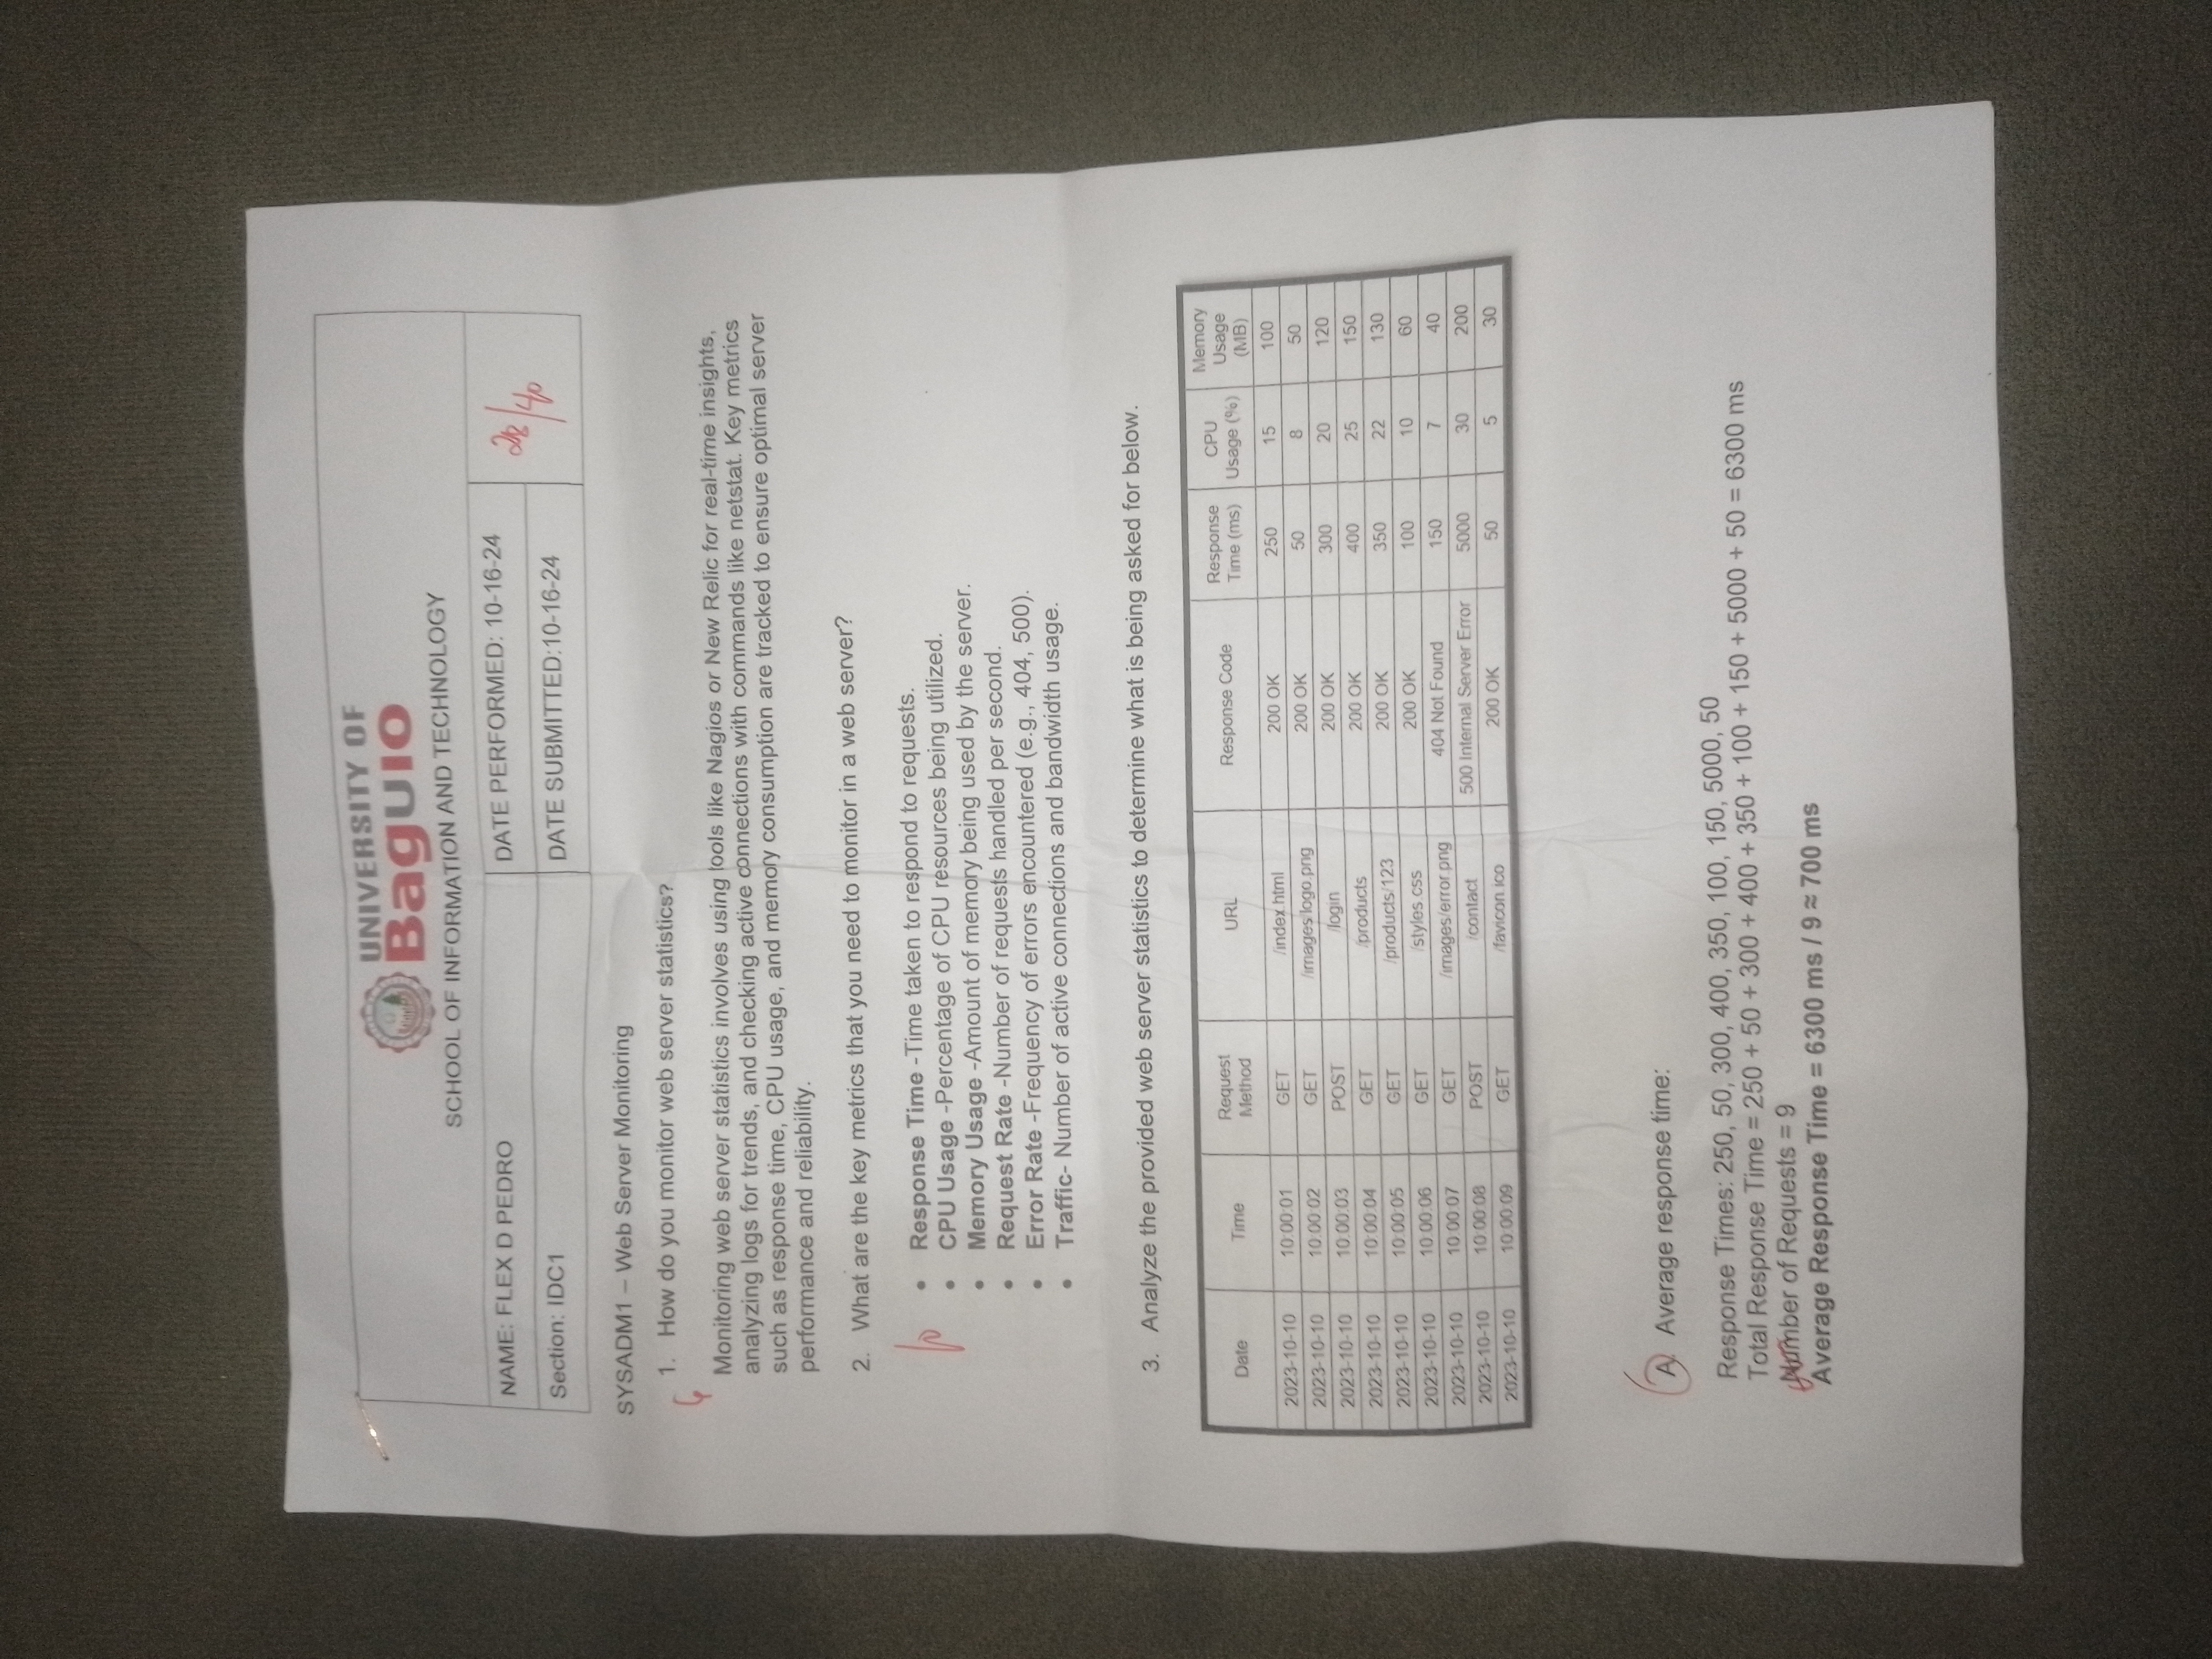 UNIVERSITY OF
BagUIO
SCHOOL OF INFORMATION AND TECHNOLOGY
NAME: FLEX D PEDRO
DATE PERFORMED: 10-16-24
28/40
Section: IDC1
DATE SUBMITTED:10-16-24
SYSADM1 – Web Server Monitoring
1. How do you monitor web server statistics?
6
Monitoring web server statistics involves using tools like Nagios or New Relic for real-time insights,
analyzing logs for trends, and checking active connections with commands like netstat. Key metrics
such as response time, CPU usage, and memory consumption are tracked to ensure optimal server
performance and reliability.
2. What are the key metrics that you need to monitor in a web server?
10
• Response Time -Time taken to respond to requests.
• CPU Usage -Percentage of CPU resources being utilized.
• Memory Usage -Amount of memory being used by the server.
• Request Rate -Number of requests handled per second.
• Error Rate -Frequency of errors encountered (e.g., 404, 500).
• Traffic- Number of active connections and bandwidth usage.
3. Analyze the provided web server statistics to determine what is being asked for below.
Date Time Request Method URL Response Code Response Time (ms) CPU Usage (%) Memory Usage (MB)
2023-10-10 10:00:01 GET /index.html 200 OK 250 15 100
2023-10-10 10:00:02 GET /images/logo.png 200 OK 50 8 50
2023-10-10 10:00:03 POST /login 200 OK 300 20 120
2023-10-10 10:00:04 GET /products 200 OK 400 25 150
2023-10-10 10:00:05 GET /products/123 200 OK 350 22 130
2023-10-10 10:00:06 GET /styles.css 200 OK 100 10 60
2023-10-10 10:00:07 GET /images/error.png 404 Not Found 150 7 40
2023-10-10 10:00:08 POST /contact 500 Internal Server Error 5000 30 200
2023-10-10 10:00:09 GET /favicon.ico 200 OK 50 5 30
A. Average response time:
Response Times: 250, 50, 300, 400, 350, 100, 150, 5000, 50
Total Response Time = 250 + 50 + 300 + 400 + 350 + 100 + 150 + 5000 + 50 = 6300 ms
Number of Requests = 9
Average Response Time = 6300 ms / 9 ≈ 700 ms